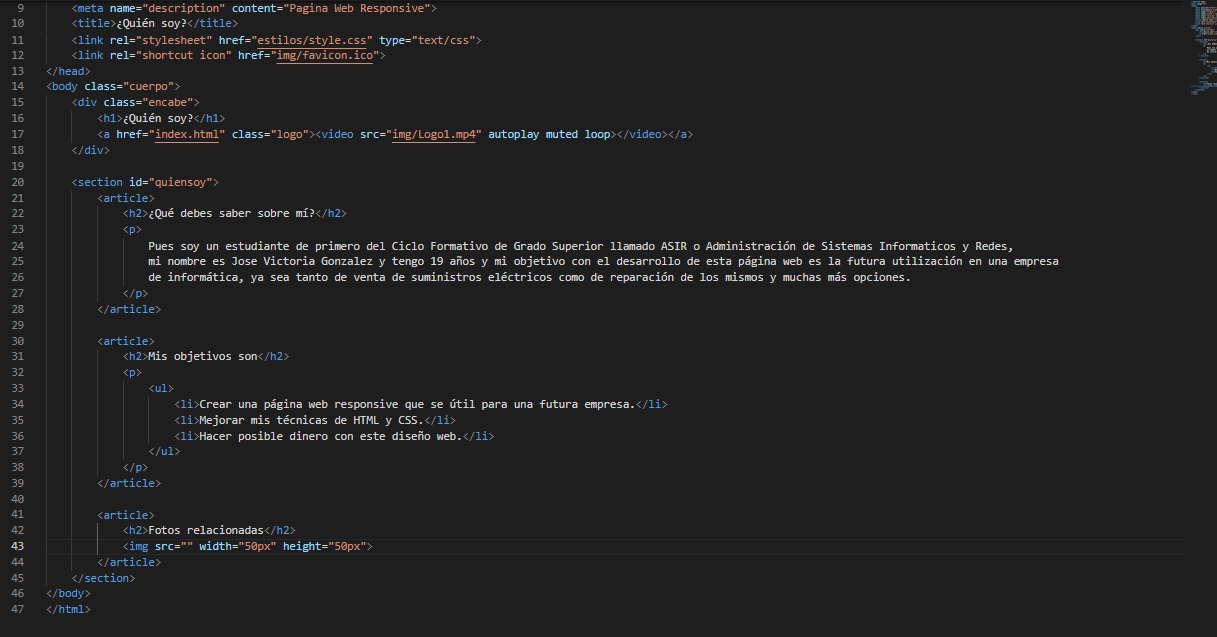 9 <meta name="description" content="Pagina Web Responsive">
10 <title>¿Quién soy?</title>
11 <link rel="stylesheet" href="estilos/style.css" type="text/css">
12 <link rel="shortcut icon" href="img/favicon.ico">
13 </head>
14 <body class="cuerpo">
15 <div class="encabe">
16 <h1>¿Quién soy?</h1>
17 <a href="index.html" class="logo"><video src="img/Logo1.mp4" autoplay muted loop></video></a>
18 </div>
19
20 <section id="quiensoy">
21 <article>
22 <h2>¿Qué debes saber sobre mí?</h2>
23 <p>
24 Pues soy un estudiante de primero del Ciclo Formativo de Grado Superior llamado ASIR o Administración de Sistemas Informaticos y Redes,
25 mi nombre es Jose Victoria Gonzalez y tengo 19 años y mi objetivo con el desarrollo de esta página web es la futura utilización en una empresa
26 de informática, ya sea tanto de venta de suministros eléctricos como de reparación de los mismos y muchas más opciones.
27 </p>
28 </article>
29
30 <article>
31 <h2>Mis objetivos son</h2>
32 <p>
33 <ul>
34 <li>Crear una página web responsive que se útil para una futura empresa.</li>
35 <li>Mejorar mis técnicas de HTML y CSS.</li>
36 <li>Hacer posible dinero con este diseño web.</li>
37 </ul>
38 </p>
39 </article>
40
41 <article>
42 <h2>Fotos relacionadas</h2>
43 <img src="" width="50px" height="50px">
44 </article>
45 </section>
46 </body>
47 </html>